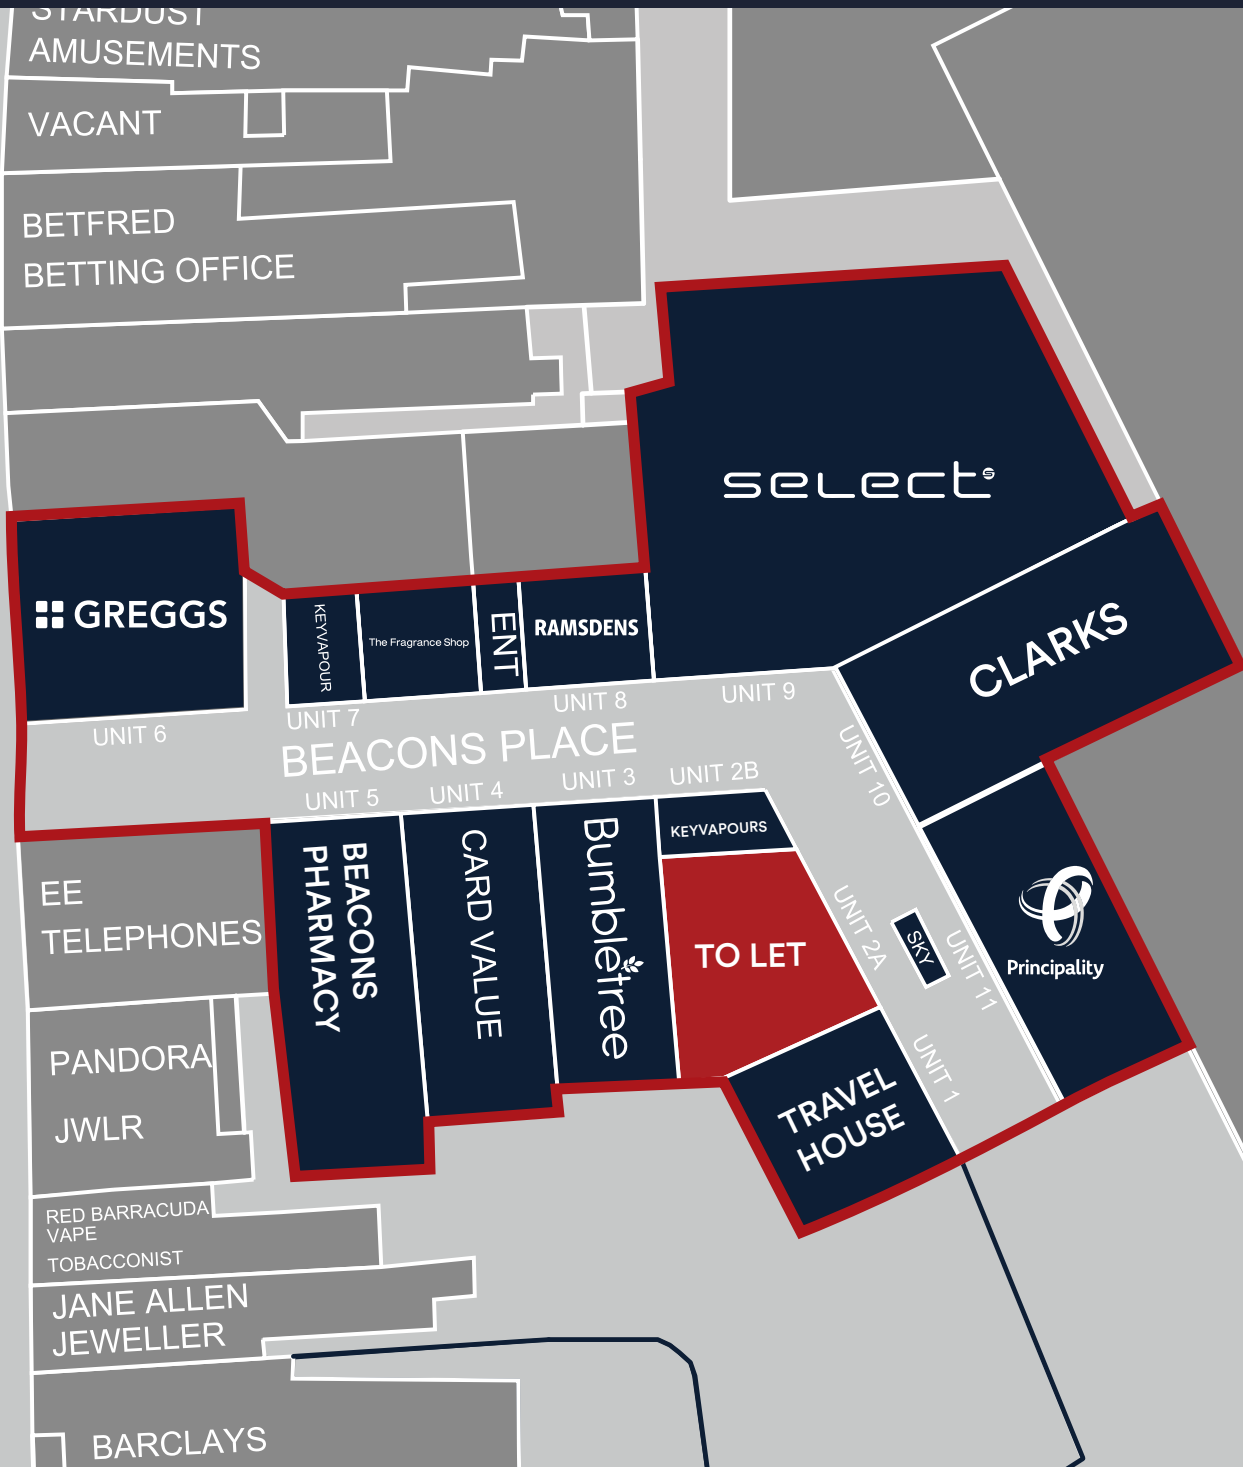 STARDUST
AMUSEMENTS
VACANT
BETFRED
BETTING OFFICE
select
GREGGS
KEYVAPOUR
The Fragrance Shop
ENT
RAMSDENS
CLARKS
UNIT 6
UNIT 7
UNIT 8
UNIT 9
UNIT 10
BEACONS PLACE
UNIT 5
UNIT 4
UNIT 3
UNIT 2B
BEACONS
PHARMACY
CARD VALUE
Bumbletree
KEYVAPOURS
TO LET
UNIT 2A
SKY
UNIT 11
Principality
UNIT 1
TRAVEL
HOUSE
EE
TELEPHONES
PANDORA
JWLR
RED BARRACUDA
VAPE
TOBACCONIST
JANE ALLEN
JEWELLER
BARCLAYS